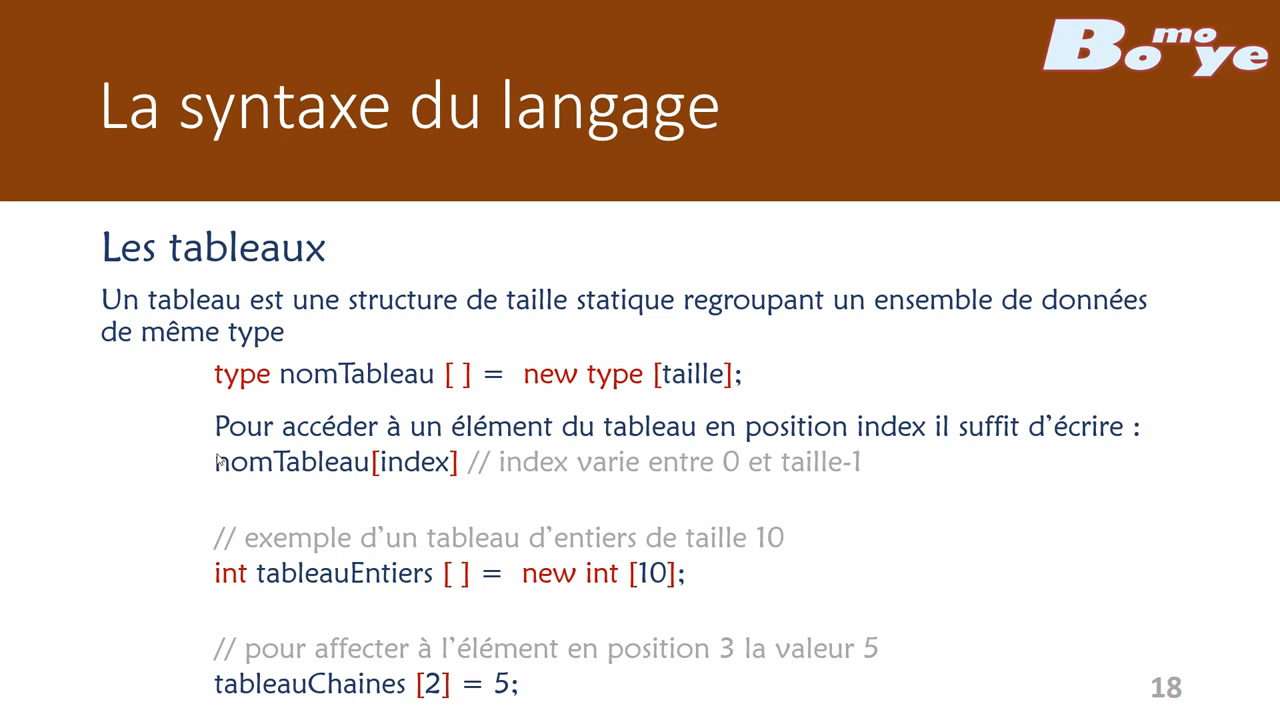 Bomoye
La syntaxe du langage
Les tableaux
Un tableau est une structure de taille statique regroupant un ensemble de données
de même type
type nomTableau [ ] = new type [taille];
Pour accéder à un élément du tableau en position index il suffit d'écrire :
nomTableau[index] // index varie entre 0 et taille-1
// exemple d'un tableau d'entiers de taille 10
int tableauEntiers [ ] = new int [10];
// pour affecter à l'élément en position 3 la valeur 5
tableauChaines [2] = 5;
18